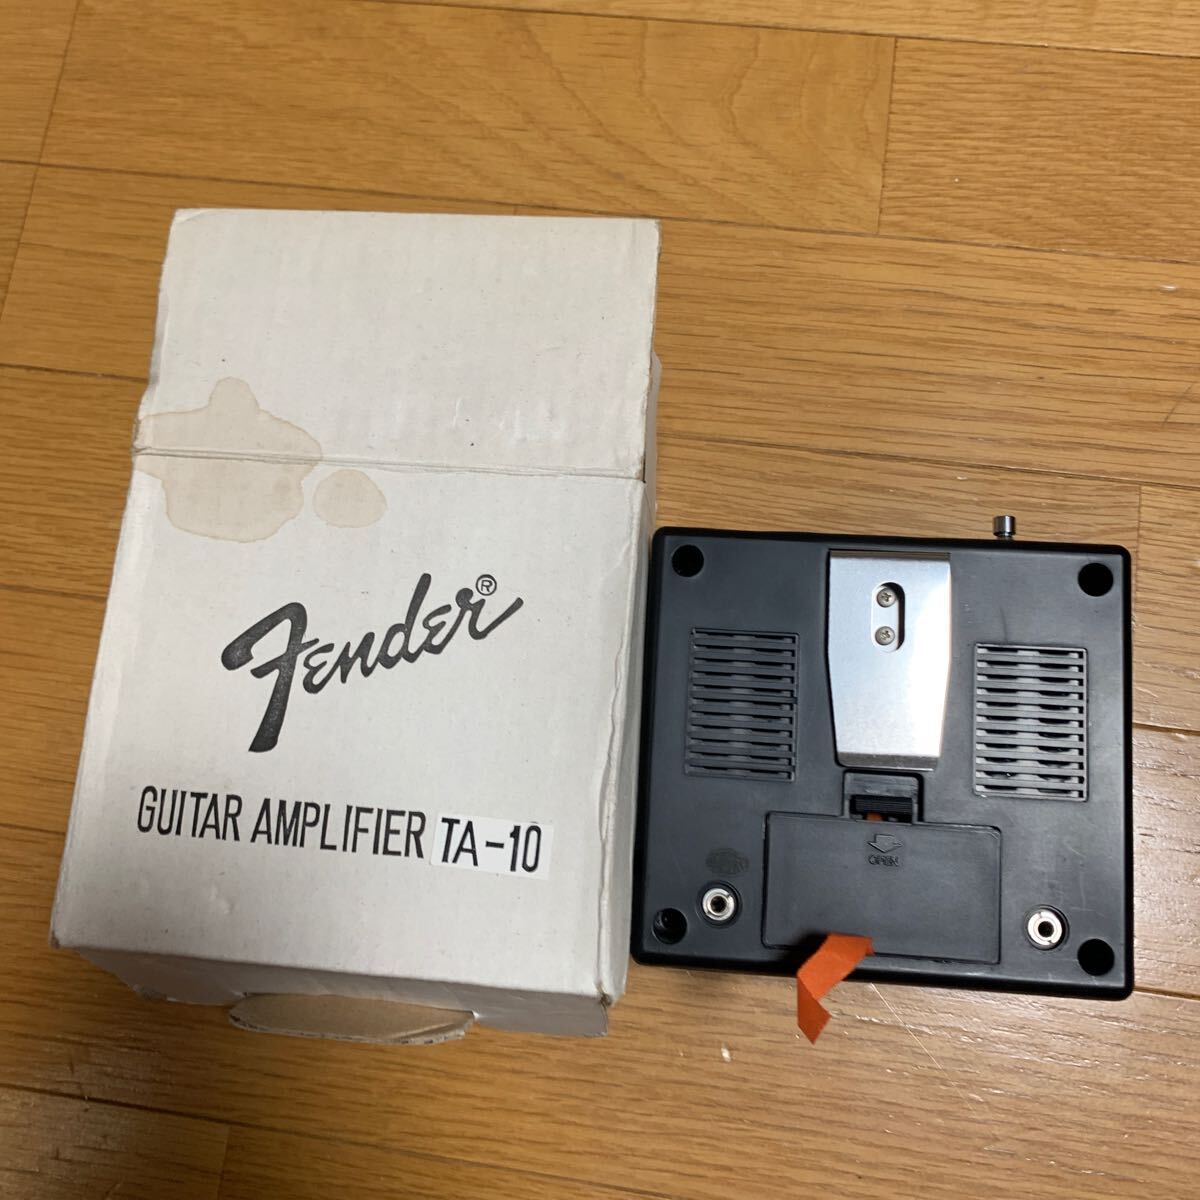 Fender®
GUITAR AMPLIFIER TA-10
OPEN